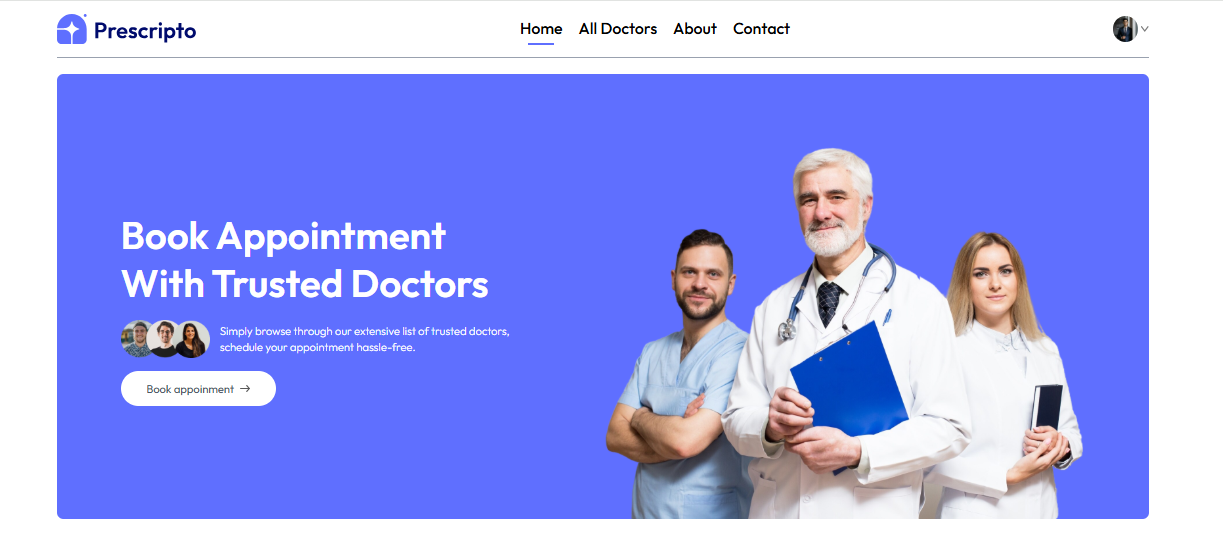 Prescripto
Home All Doctors About Contact
Book Appointment
With Trusted Doctors
Simply browse through our extensive list of trusted doctors,
schedule your appointment hassle-free.
Book appoinment →